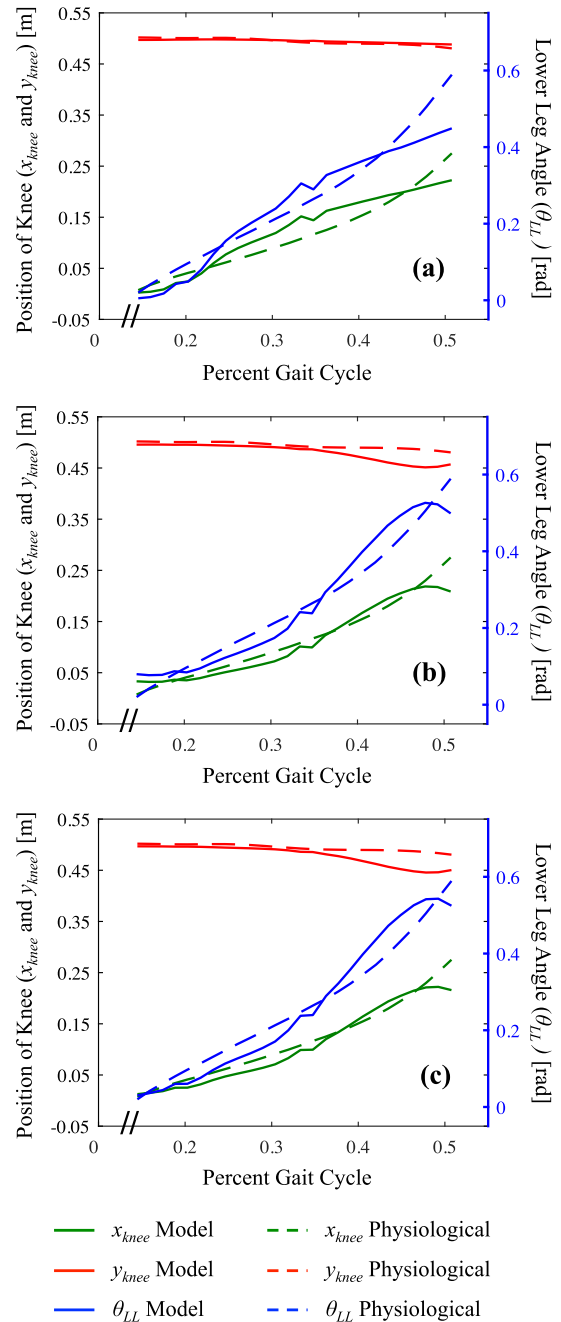 Position of Knee (x_knee and y_knee) [m]
0.55
0.45
0.35
0.25
0.15
0.05
-0.05
0
0.2
0.3
0.4
0.5
Percent Gait Cycle
(a)
0.6
0.4
0.2
0
Lower Leg Angle (θ_LL) [rad]
Position of Knee (x_knee and y_knee) [m]
0.55
0.45
0.35
0.25
0.15
0.05
-0.05
0
0.2
0.3
0.4
0.5
Percent Gait Cycle
(b)
0.6
0.4
0.2
0
Lower Leg Angle (θ_LL) [rad]
Position of Knee (x_knee and y_knee) [m]
0.55
0.45
0.35
0.25
0.15
0.05
-0.05
0
0.2
0.3
0.4
0.5
Percent Gait Cycle
(c)
0.6
0.4
0.2
0
Lower Leg Angle (θ_LL) [rad]
x_knee Model
x_knee Physiological
y_knee Model
y_knee Physiological
θ_LL Model
θ_LL Physiological